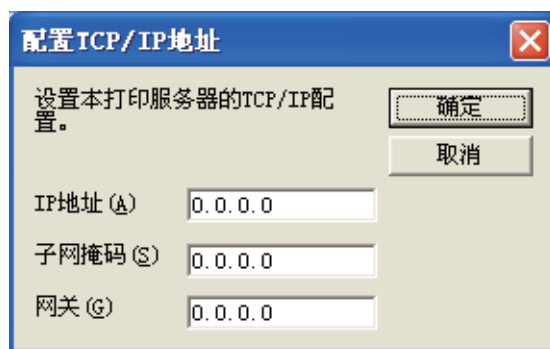 配置TCP/IP地址
设置本打印服务器的TCP/IP配
置。
确定
取消
IP地址(A)
0.0.0.0
子网掩码(S)
0.0.0.0
网关(G)
0.0.0.0